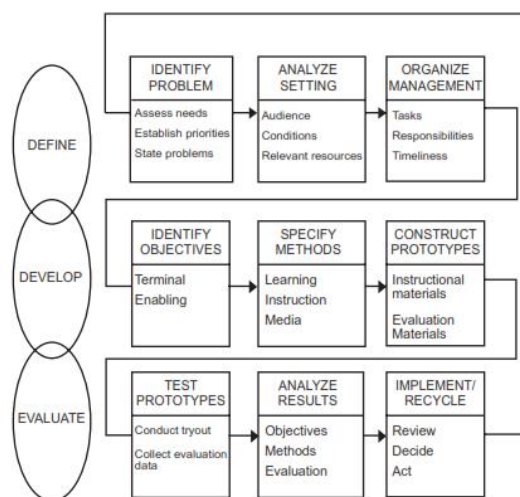 DEFINE
IDENTIFY
PROBLEM
Assess needs
Establish priorities
State problems
ANALYZE
SETTING
Audience
Conditions
Relevant resources
ORGANIZE
MANAGEMENT
Tasks
Responsibilities
Timeliness
DEVELOP
IDENTIFY
OBJECTIVES
Terminal
Enabling
SPECIFY
METHODS
Learning
Instruction
Media
CONSTRUCT
PROTOTYPES
Instructional
materials
Evaluation
Materials
EVALUATE
TEST
PROTOTYPES
Conduct tryout
Collect evaluation
data
ANALYZE
RESULTS
Objectives
Methods
Evaluation
IMPLEMENT/
RECYCLE
Review
Decide
Act